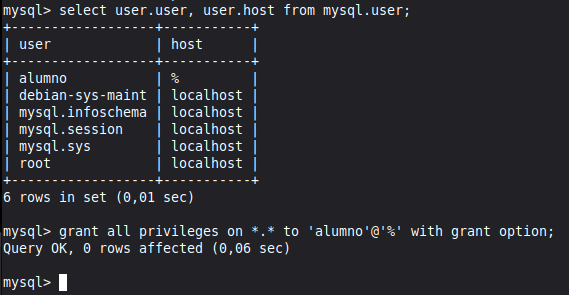 mysql> select user.user, user.host from mysql.user;
+------------------+-----------+
| user             | host      |
+------------------+-----------+
| alumno           | %         |
| debian-sys-maint | localhost |
| mysql.infoschema | localhost |
| mysql.session    | localhost |
| mysql.sys        | localhost |
| root             | localhost |
+------------------+-----------+
6 rows in set (0,01 sec)
mysql> grant all privileges on *.* to 'alumno'@'%' with grant option;
Query OK, 0 rows affected (0,06 sec)
mysql>